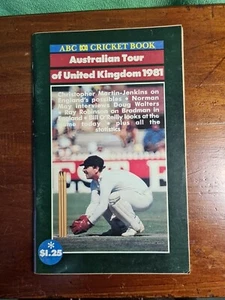 ABC CRICKET BOOK
Australian Tour
of United Kingdom 1981
Christopher Martin-Jenkins on
England's possibles • Norman
May interviews Doug Walters
• Ray Robinson on Bradman in
England • Bill O'Reilly looks at the
game today • plus all the
statistics
*
$1.25